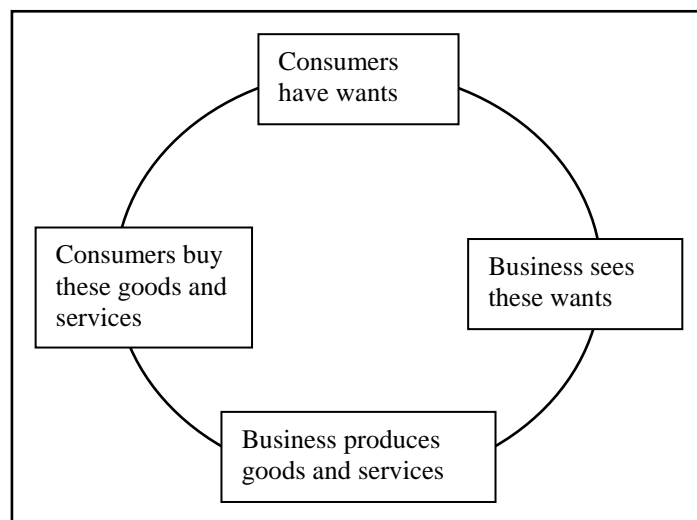 Consumers
have wants
Business sees
these wants
Business produces
goods and services
Consumers buy
these goods and
services